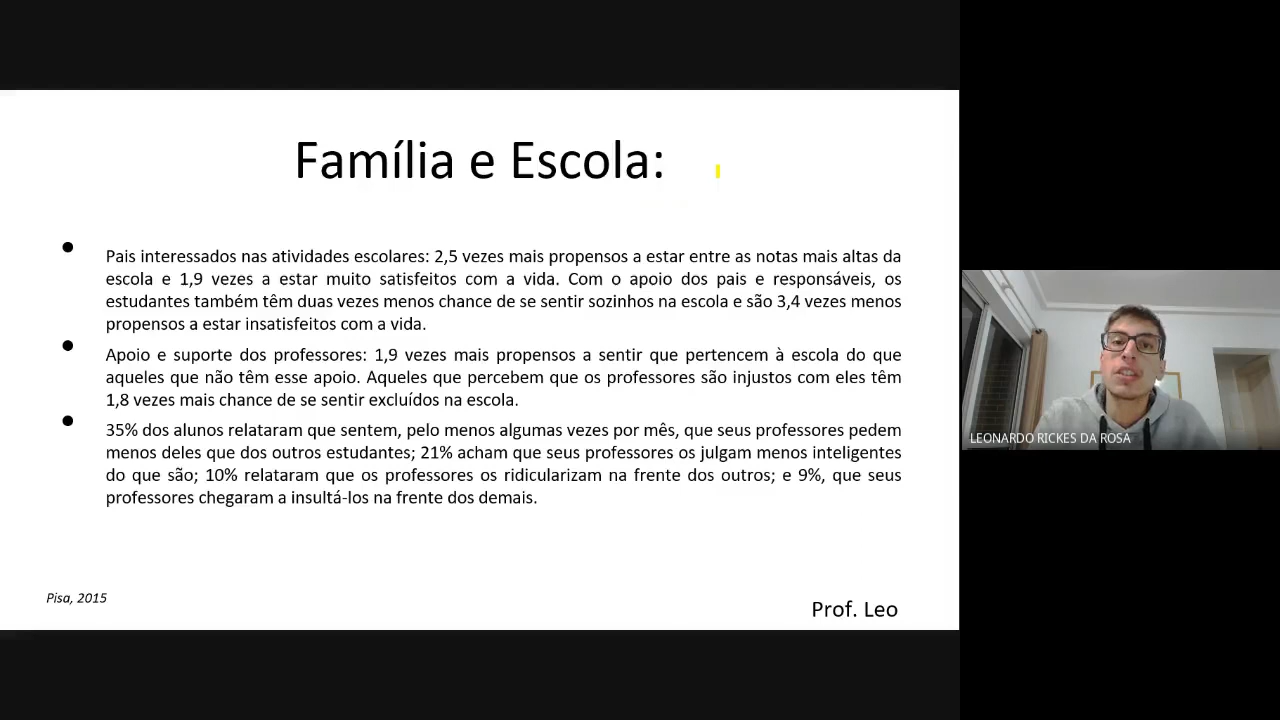 Família e Escola:
Pais interessados nas atividades escolares: 2,5 vezes mais propensos a estar entre as notas mais altas da
escola e 1,9 vezes a estar muito satisfeitos com a vida. Com o apoio dos pais e responsáveis, os
estudantes também têm duas vezes menos chance de se sentir sozinhos na escola e são 3,4 vezes menos
propensos a estar insatisfeitos com a vida.
Apoio e suporte dos professores: 1,9 vezes mais propensos a sentir que pertencem à escola do que
aqueles que não têm esse apoio. Aqueles que percebem que os professores são injustos com eles têm
1,8 vezes mais chance de se sentir excluídos na escola.
35% dos alunos relataram que sentem, pelo menos algumas vezes por mês, que seus professores pedem
menos deles que dos outros estudantes; 21% acham que seus professores os julgam menos inteligentes
do que são; 10% relataram que os professores os ridicularizam na frente dos outros; e 9%, que seus
professores chegaram a insultá-los na frente dos demais.
Pisa, 2015
Prof. Leo
LEONARDO RICKES DA ROSA